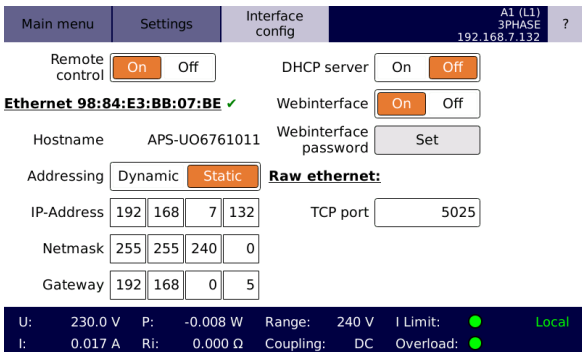 Main menu Settings Interface config A1 (L1) 3PHASE 192.168.7.132 ?
Remote control On Off DHCP server On Off
Ethernet 98:84:E3:BB:07:BE ✔ Webinterface On Off
Hostname APS-UO6761011 Webinterface password Set
Addressing Dynamic Static Raw ethernet:
IP-Address 192 168 7 132 TCP port 5025
Netmask 255 255 240 0
Gateway 192 168 0 5
U: 230.0 V P: -0.008 W Range: 240 V I Limit: Local
I: 0.017 A Ri: 0.000 Ω Coupling: DC Overload: